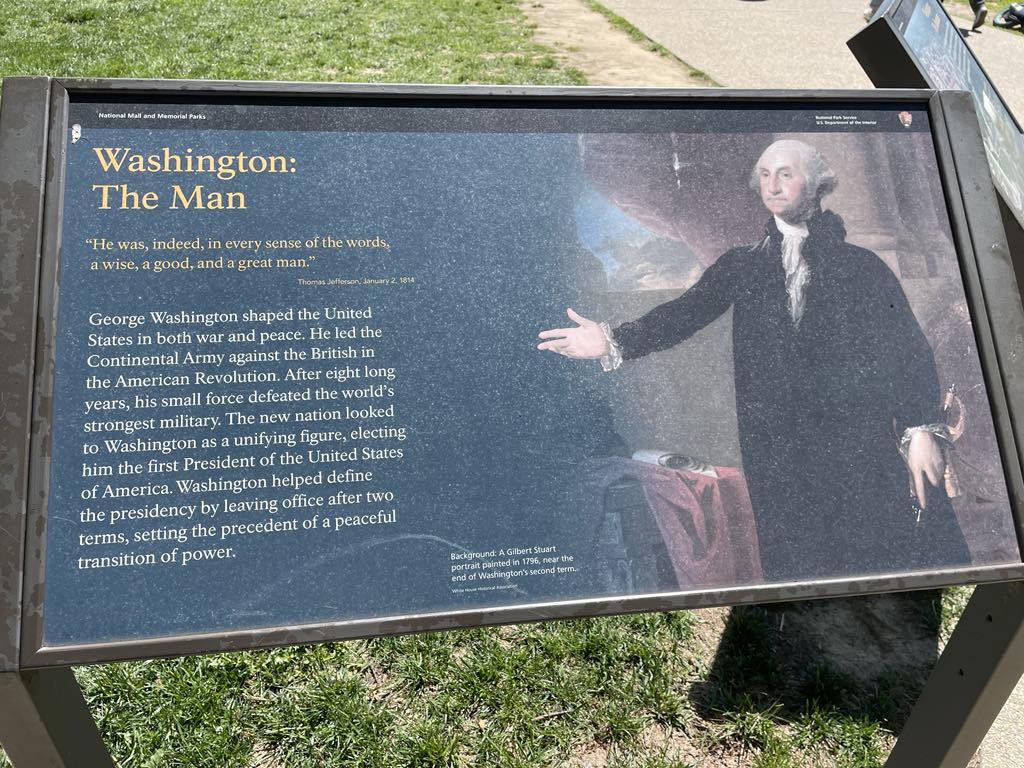 National Mall and Memorial Parks
National Park Service
U.S. Department of the Interior
Washington:
The Man
“He was, indeed, in every sense of the words,
a wise, a good, and a great man.”
Thomas Jefferson, January 2, 1814
George Washington shaped the United
States in both war and peace. He led the
Continental Army against the British in
the American Revolution. After eight long
years, his small force defeated the world’s
strongest military. The new nation looked
to Washington as a unifying figure, electing
him the first President of the United States
of America. Washington helped define
the presidency by leaving office after two
terms, setting the precedent of a peaceful
transition of power.
Background: A Gilbert Stuart
portrait painted in 1796, near the
end of Washington’s second term.
White House Historical Association